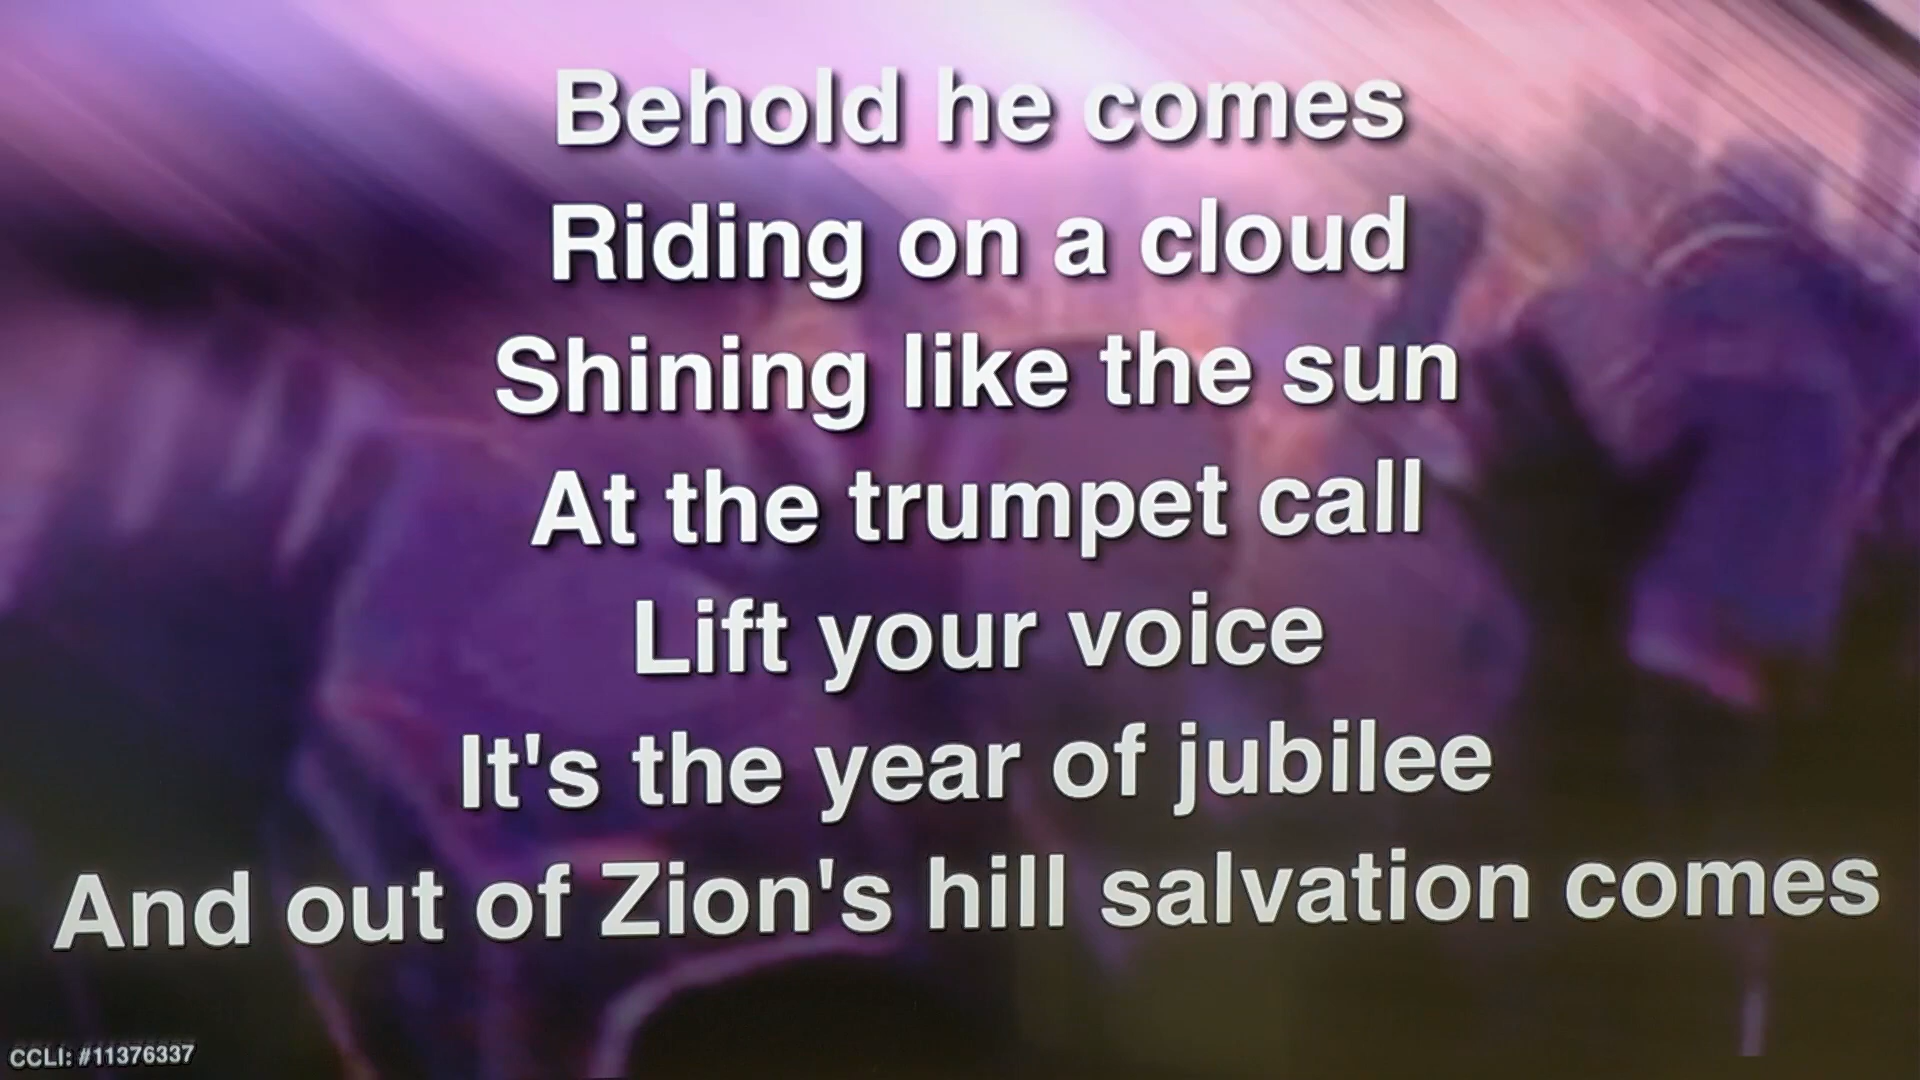 Behold he comes
Riding on a cloud
Shining like the sun
At the trumpet call
Lift your voice
It's the year of jubilee
And out of Zion's hill salvation comes
CCLI: #11376337